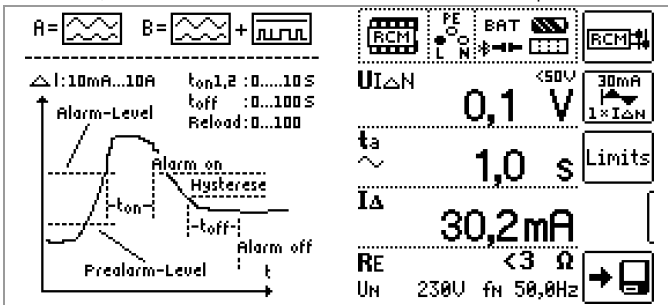 A= B= +
△I:10mA...10A
ton1,2 :0....10S
toff :0...100S
Reload:0...100
Alarm-Level
Alarm on
Hysterese
ton
toff
Alarm off
Prealarm-Level
t
RCM
PE
L N
BAT
RCM
UI△N
<50V
0,1 V
30mA
1×I△N
ta
~
1,0 s
Limits
I△
30,2mA
RE
<3 Ω
UN 230V fN 50,0Hz